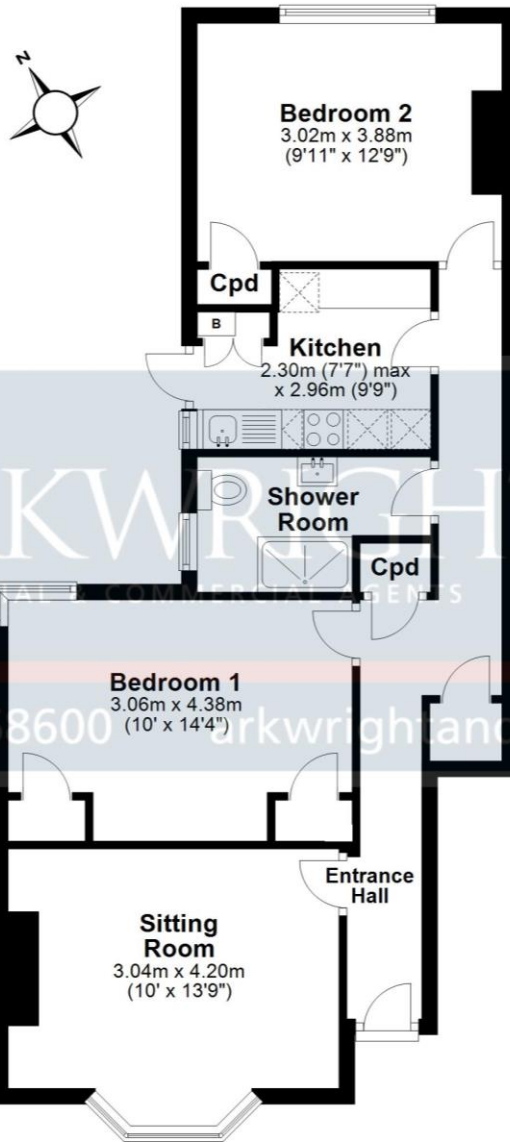 N
Bedroom 2
3.02m x 3.88m
(9'11" x 12'9")
Cpd
B
Kitchen
2.30m (7'7") max
x 2.96m (9'9")
KWRIGH
Shower
Room
Cpd
AL & COMMERCIAL AGENTS
Bedroom 1
3.06m x 4.38m
(10' x 14'4")
8600 arkwrightand
Entrance
Hall
Sitting
Room
3.04m x 4.20m
(10' x 13'9")